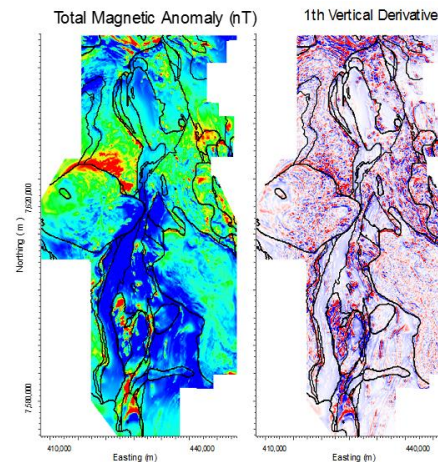 Total Magnetic Anomaly (nT)
1th Vertical Derivative
Northing (m)
7,620,000
7,580,000
410,000
440,000
Easting (m)
410,000
440,000
Easting (m)